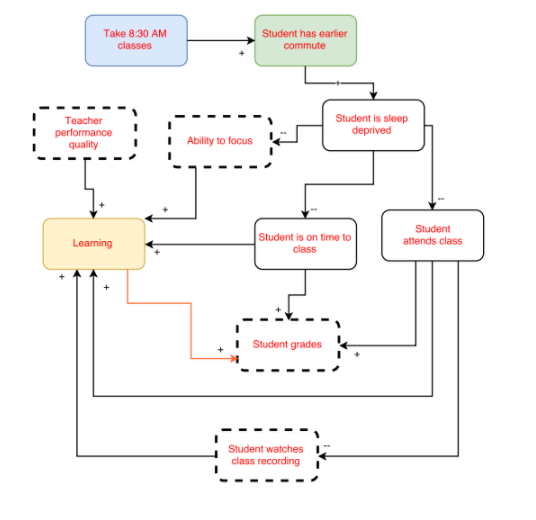 Take 8:30 AM
classes
+
Student has earlier
commute
+
Student is sleep
deprived
Teacher
performance
quality
Ability to focus
--
+
+
--
--
Learning
Student is on time to
class
Student
attends class
+
+
+
+
Student grades
+
+
Student watches
class recording
--